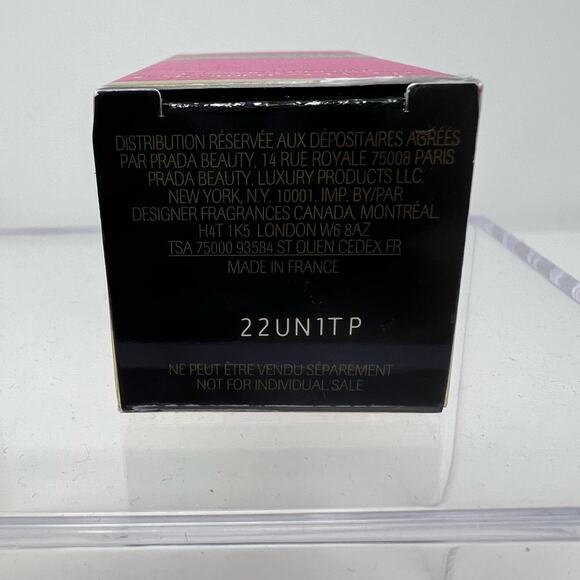 DISTRIBUTION RÉSERVÉE AUX DÉPOSITAIRES AGRÉÉS
PAR PRADA BEAUTY, 14 RUE ROYALE 75008 PARIS
PRADA BEAUTY, LUXURY PRODUCTS LLC,
NEW YORK, N.Y. 10001. IMP. BY/PAR
DESIGNER FRAGRANCES CANADA, MONTRÉAL
H4T 1K5. LONDON W6 8AZ
TSA 75000 93584 ST OUEN CEDEX FR
MADE IN FRANCE
22UN1TP
NE PEUT ÊTRE VENDU SÉPARÉMENT
NOT FOR INDIVIDUAL SALE